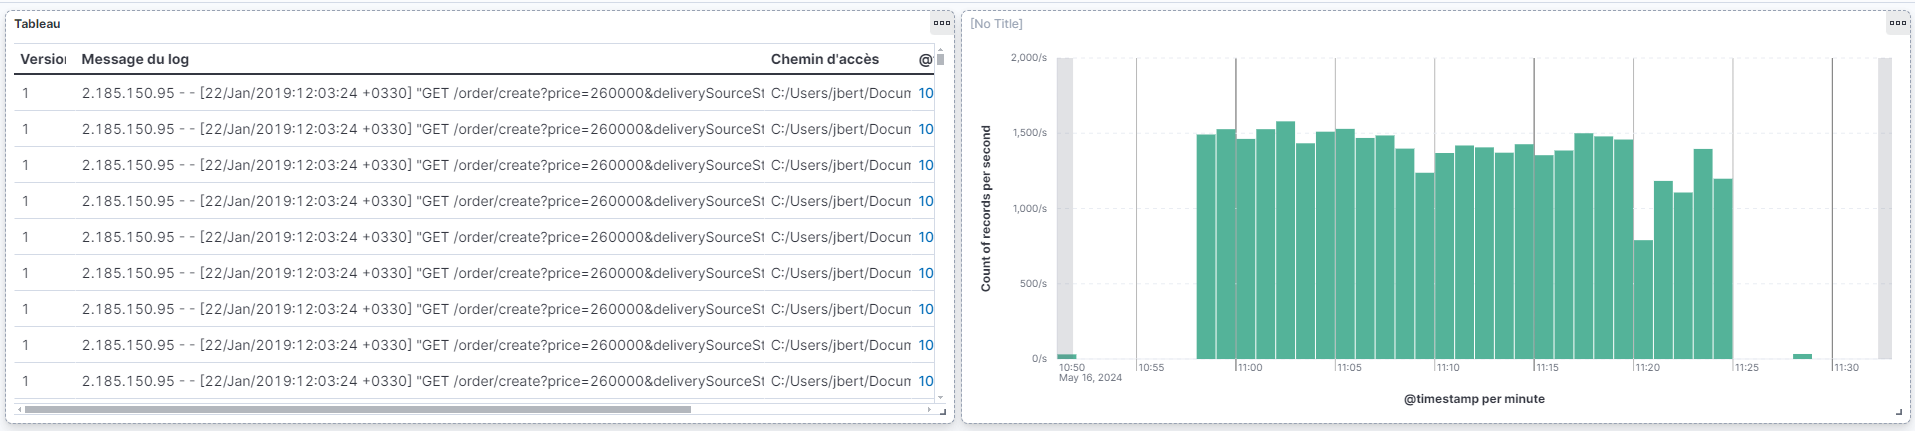 Tableau
Version Message du log Chemin d'accès @
1 2.185.150.95 - - [22/Jan/2019:12:03:24 +0330] "GET /order/create?price=260000&deliverySourceSt C:/Users/jbert/Docum 10
1 2.185.150.95 - - [22/Jan/2019:12:03:24 +0330] "GET /order/create?price=260000&deliverySourceSt C:/Users/jbert/Docum 10
1 2.185.150.95 - - [22/Jan/2019:12:03:24 +0330] "GET /order/create?price=260000&deliverySourceSt C:/Users/jbert/Docum 10
1 2.185.150.95 - - [22/Jan/2019:12:03:24 +0330] "GET /order/create?price=260000&deliverySourceSt C:/Users/jbert/Docum 10
1 2.185.150.95 - - [22/Jan/2019:12:03:24 +0330] "GET /order/create?price=260000&deliverySourceSt C:/Users/jbert/Docum 10
1 2.185.150.95 - - [22/Jan/2019:12:03:24 +0330] "GET /order/create?price=260000&deliverySourceSt C:/Users/jbert/Docum 10
1 2.185.150.95 - - [22/Jan/2019:12:03:24 +0330] "GET /order/create?price=260000&deliverySourceSt C:/Users/jbert/Docum 10
1 2.185.150.95 - - [22/Jan/2019:12:03:24 +0330] "GET /order/create?price=260000&deliverySourceSt C:/Users/jbert/Docum 10
1 2.185.150.95 - - [22/Jan/2019:12:03:24 +0330] "GET /order/create?price=260000&deliverySourceSt C:/Users/jbert/Docum 10
[No Title]
Count of records per second
2,000/s
1,500/s
1,000/s
500/s
0/s
10:50 10:55 11:00 11:05 11:10 11:15 11:20 11:25 11:30
May 16, 2024
@timestamp per minute